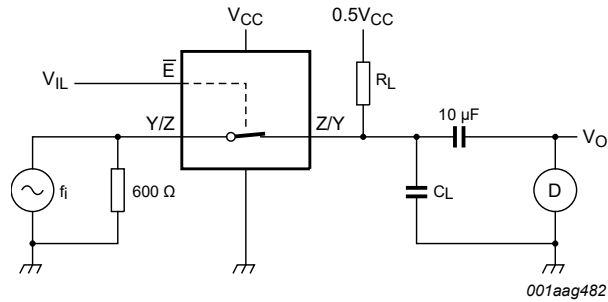 VCC
0.5VCC
E̅
VIL
RL
10 µF
Y/Z
Z/Y
VO
fi
600 Ω
CL
D
001aag482